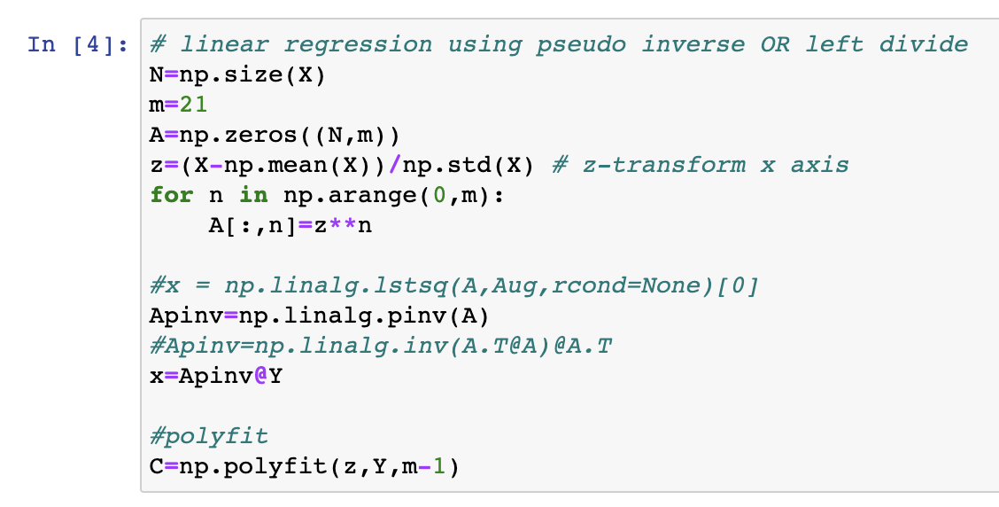 In [4]: # linear regression using pseudo inverse OR left divide
N=np.size(X)
m=21
A=np.zeros((N,m))
z=(X-np.mean(X))/np.std(X) # z-transform x axis
for n in np.arange(0,m):
    A[:,n]=z**n

#x = np.linalg.lstsq(A,Aug,rcond=None)[0]
Apinv=np.linalg.pinv(A)
#Apinv=np.linalg.inv(A.T@A)@A.T
x=Apinv@Y

#polyfit
C=np.polyfit(z,Y,m-1)